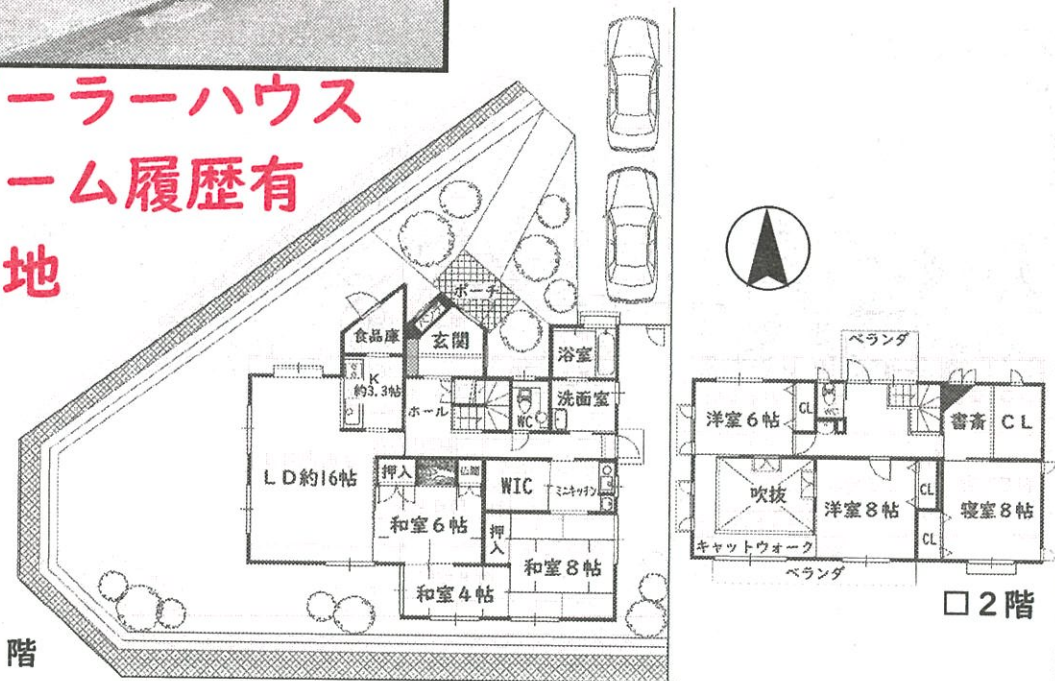 ーラーハウス
ーム履歴有
地
ポーチ
食品庫
玄関
K
約3.3帖
ホール
WC
浴室
洗面室
LD約16帖
押入
仏間
WIC
ミニキッチン
和室6帖
押入
和室8帖
和室4帖
階
ベランダ
洋室6帖
CL
WC
書斎
CL
吹抜
洋室8帖
CL
CL
寝室8帖
キャットウォーク
ベランダ
□2階